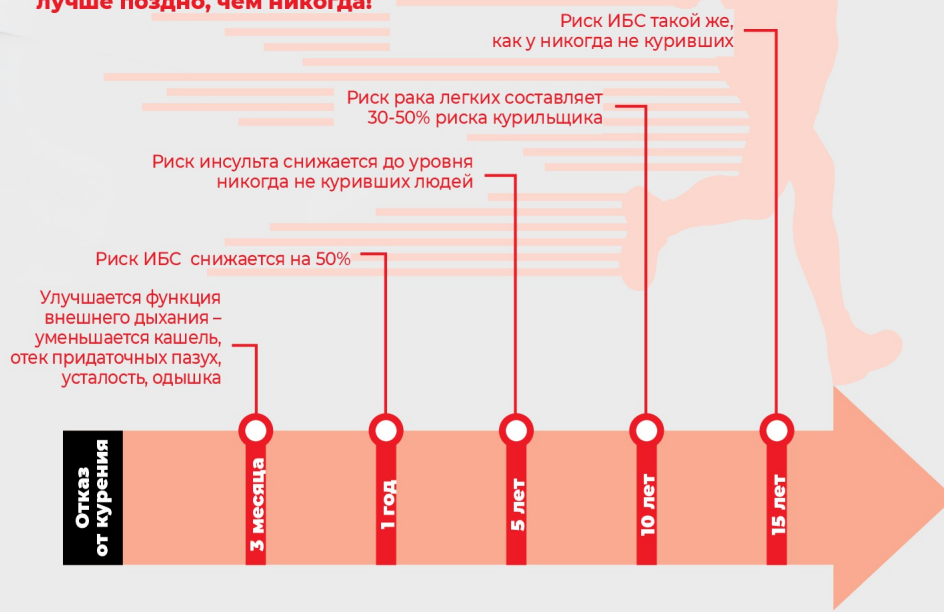 лучше поздно, чем никогда!
Риск ИБС такой же,
как у никогда не куривших
Риск рака легких составляет
30-50% риска курильщика
Риск инсульта снижается до уровня
никогда не куривших людей
Риск ИБС снижается на 50%
Улучшается функция
внешнего дыхания –
уменьшается кашель,
отек придаточных пазух,
усталость, одышка
Отказ
от курения
3 месяца
1 год
5 лет
10 лет
15 лет